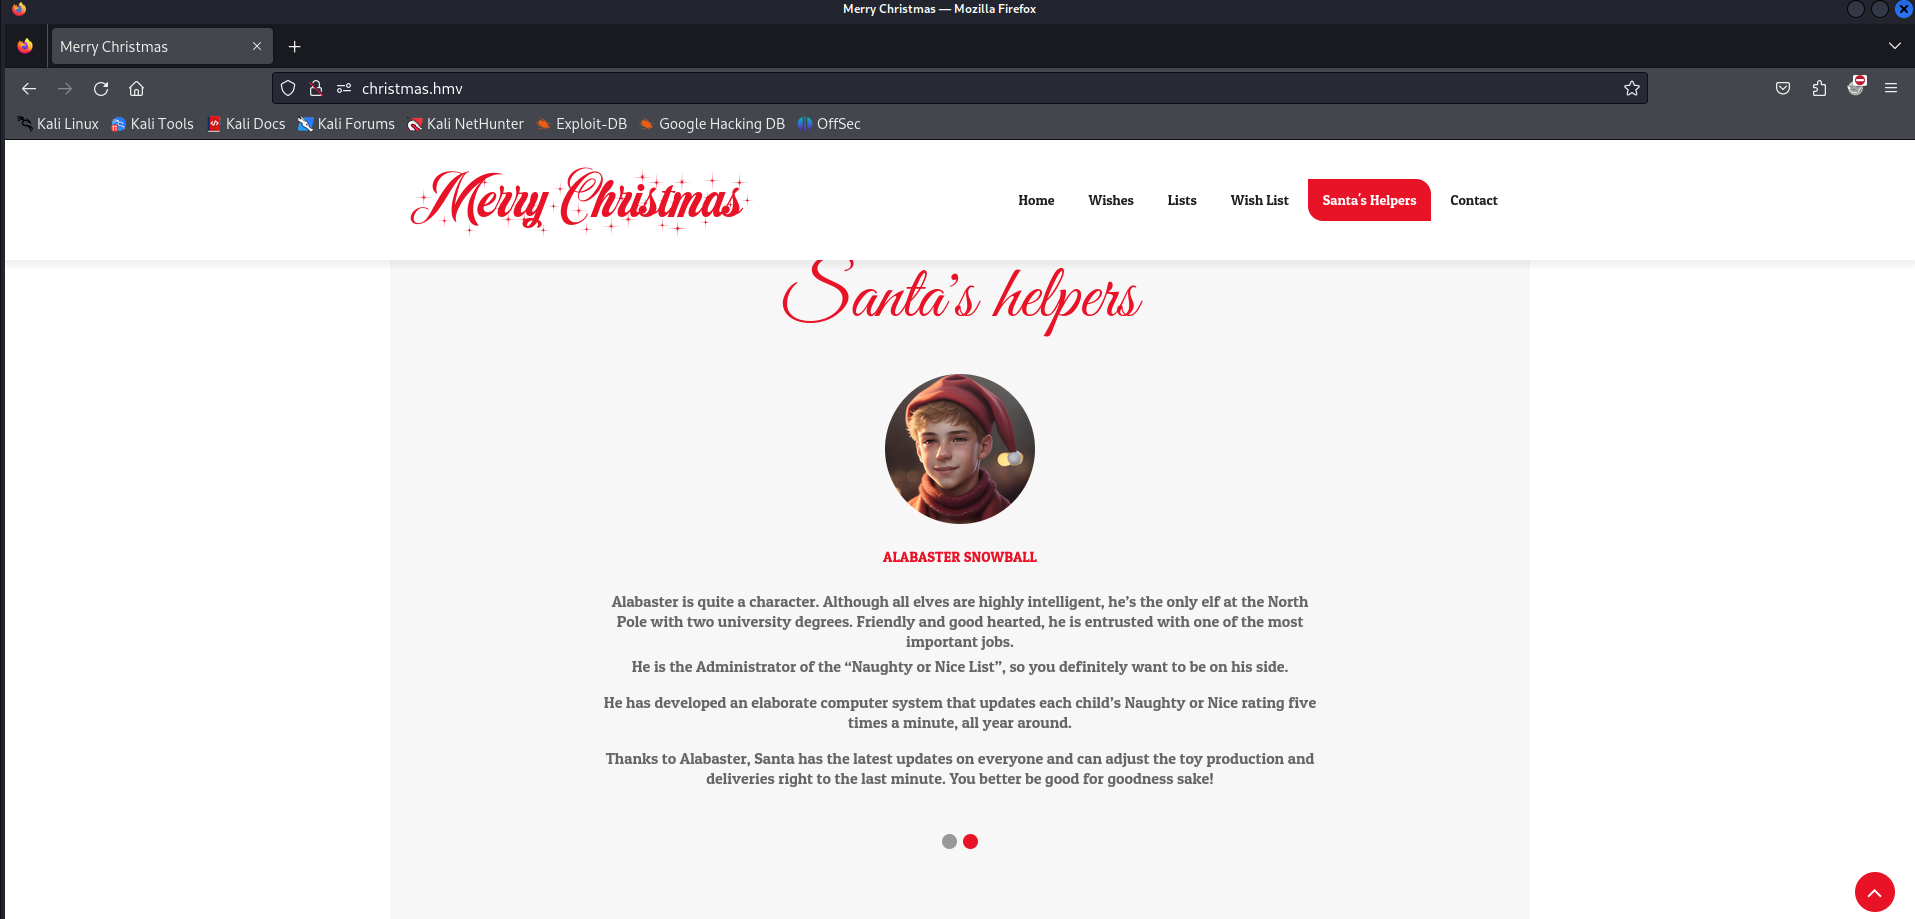 Merry Christmas — Mozilla Firefox
Merry Christmas
christmas.hmv
Kali Linux Kali Tools Kali Docs Kali Forums Kali NetHunter Exploit-DB Google Hacking DB OffSec
Merry Christmas
Home Wishes Lists Wish List Santa's Helpers Contact
Santa's helpers
ALABASTER SNOWBALL
Alabaster is quite a character. Although all elves are highly intelligent, he's the only elf at the North
Pole with two university degrees. Friendly and good hearted, he is entrusted with one of the most
important jobs.
He is the Administrator of the “Naughty or Nice List”, so you definitely want to be on his side.
He has developed an elaborate computer system that updates each child's Naughty or Nice rating five
times a minute, all year around.
Thanks to Alabaster, Santa has the latest updates on everyone and can adjust the toy production and
deliveries right to the last minute. You better be good for goodness sake!